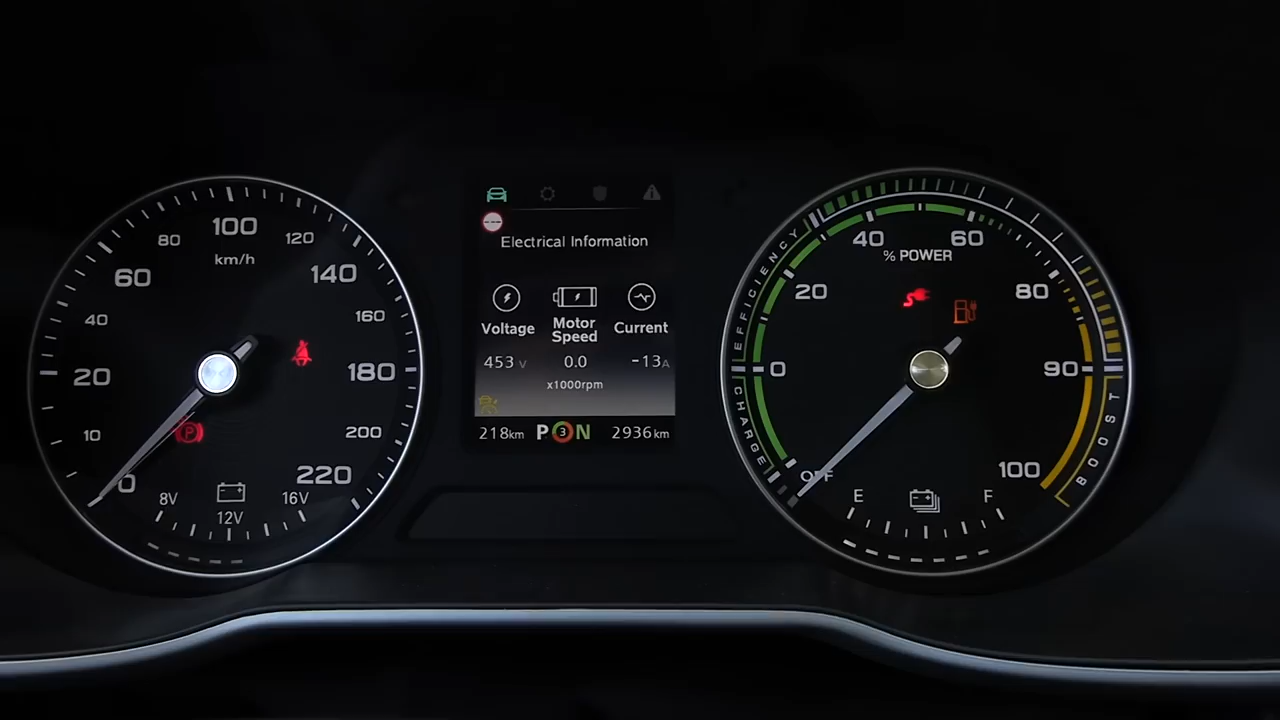 100
80
120
km/h
60
140
40
160
20
180
10
200
0
220
8V
16V
12V
P
Electrical Information
Voltage
Motor
Speed
Current
453 V
0.0
-13A
x1000rpm
218km
P 3 N
2936km
EFFICIENCY
40
60
% POWER
20
80
0
90
CHARGE
BOOST
OFF
100
E
F